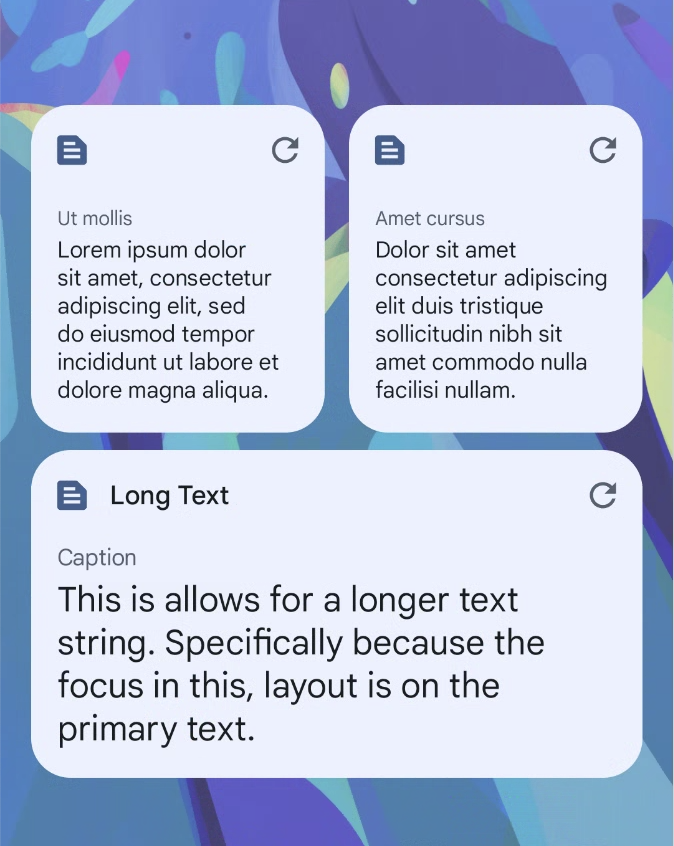 Ut mollis
Lorem ipsum dolor
sit amet, consectetur
adipiscing elit, sed
do eiusmod tempor
incididunt ut labore et
dolore magna aliqua.
Amet cursus
Dolor sit amet
consectetur adipiscing
elit duis tristique
sollicitudin nibh sit
amet commodo nulla
facilisi nullam.
Long Text
Caption
This is allows for a longer text
string. Specifically because the
focus in this, layout is on the
primary text.